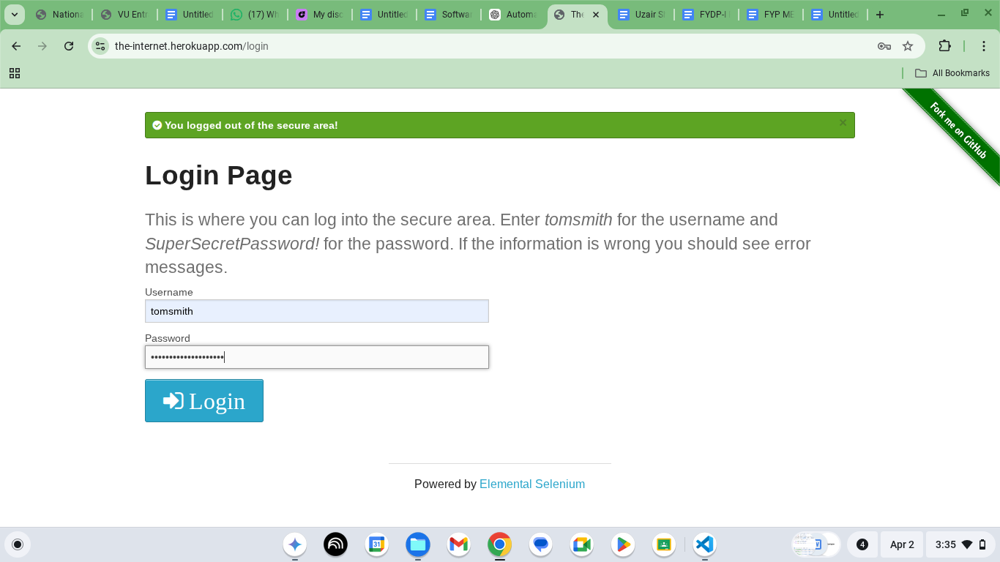 Nationa
VU Entr
Untitled
(17) Wh
My disc
Untitled
Softwar
Automa
The
Uzair S
FYDP-I
FYP ME
Untitled
the-internet.herokuapp.com/login
All Bookmarks
Fork me on GitHub
You logged out of the secure area!
×
Login Page
This is where you can log into the secure area. Enter tomsmith for the username and
SuperSecretPassword! for the password. If the information is wrong you should see error
messages.
Username
tomsmith
Password
••••••••••••••••••••
Login
Powered by Elemental Selenium
31
4
Apr 2
3:35